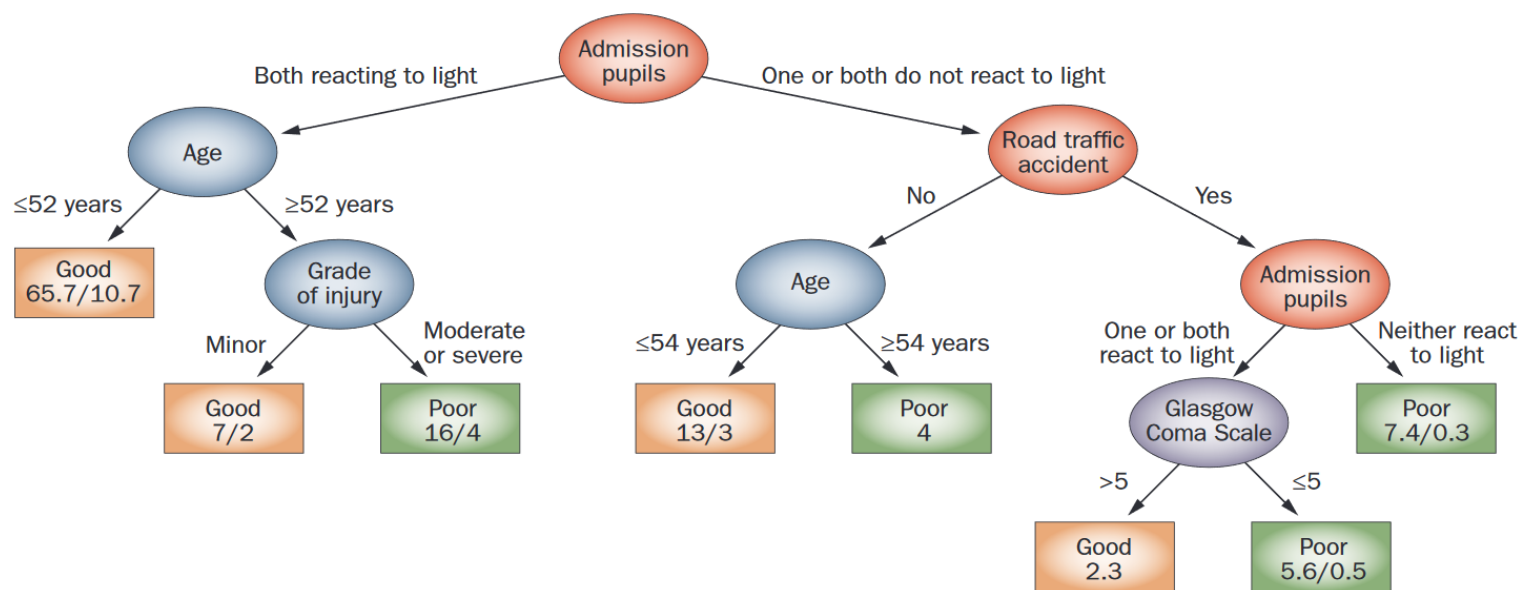 Admission
pupils
Both reacting to light
One or both do not react to light
Age
Road traffic
accident
≤52 years
≥52 years
No
Yes
Good
65.7/10.7
Grade
of injury
Age
Admission
pupils
Minor
Moderate
or severe
≤54 years
≥54 years
One or both
react to light
Neither react
to light
Good
7/2
Poor
16/4
Good
13/3
Poor
4
Glasgow
Coma Scale
Poor
7.4/0.3
>5
≤5
Good
2.3
Poor
5.6/0.5